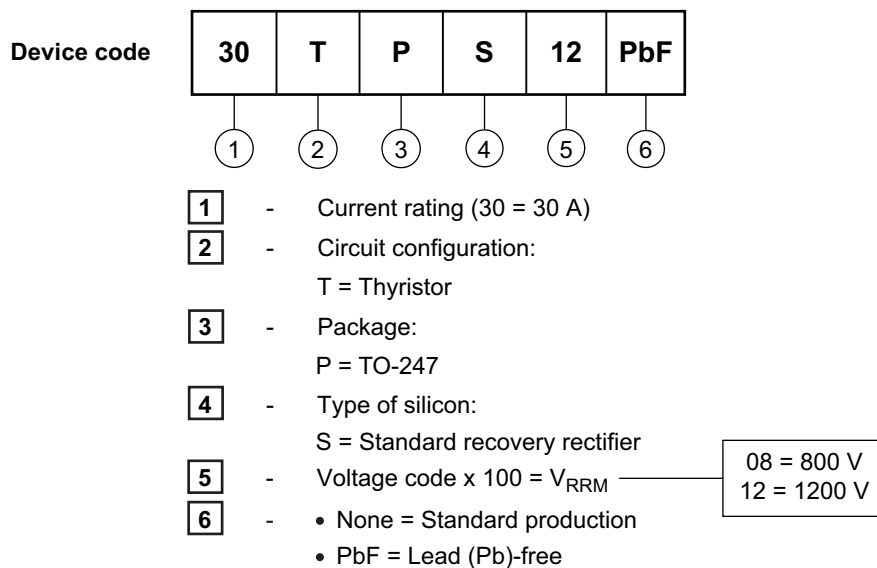 Device code 30 T P S 12 PbF
1 2 3 4 5 6
1 - Current rating (30 = 30 A)
2 - Circuit configuration:
T = Thyristor
3 - Package:
P = TO-247
4 - Type of silicon:
S = Standard recovery rectifier
5 - Voltage code x 100 = VRRM
08 = 800 V
12 = 1200 V
6 - • None = Standard production
• PbF = Lead (Pb)-free